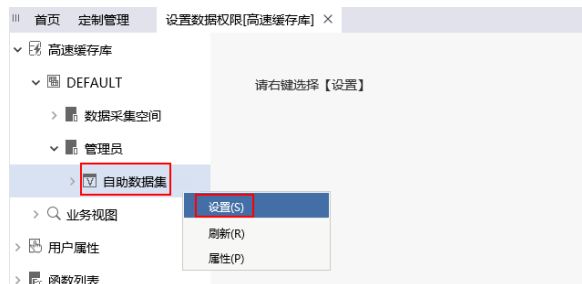 首页 定制管理 设置数据权限[高速缓存库] ×
高速缓存库
DEFAULT
请右键选择【设置】
数据采集空间
管理员
自助数据集
设置(S)
业务视图
刷新(R)
用户属性
属性(P)
函数列表